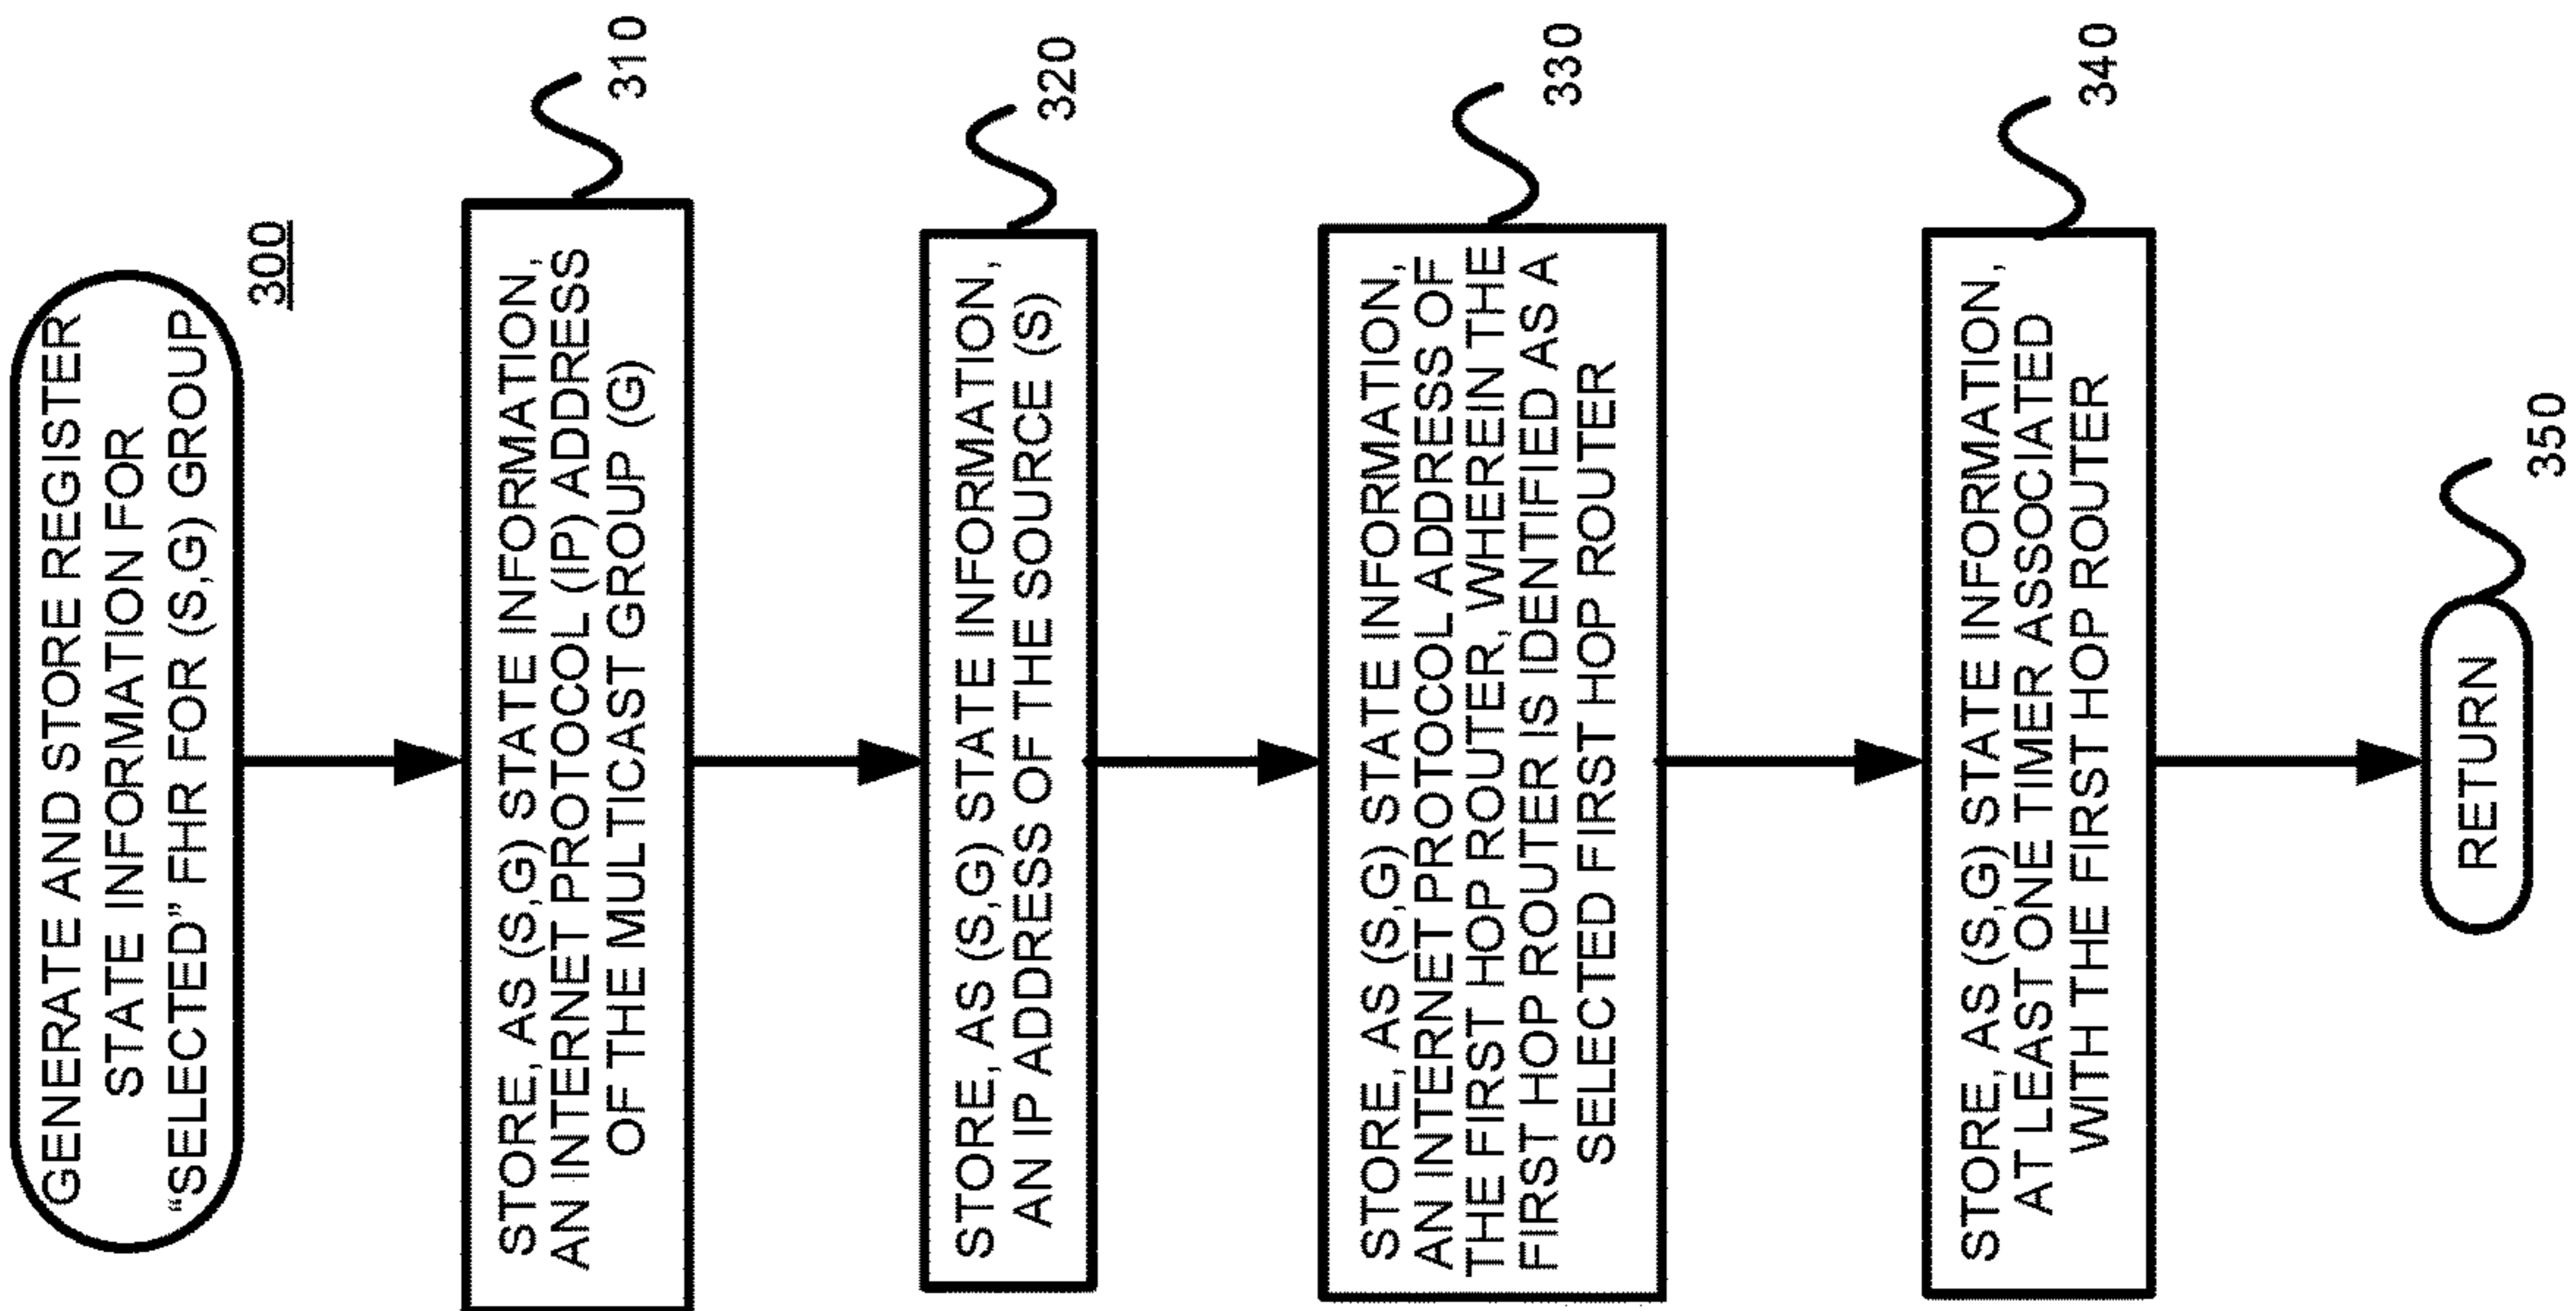 GENERATE AND STORE REGISTER
STATE INFORMATION FOR
“SELECTED” FHR FOR (S,G) GROUP
300
STORE, AS (S,G) STATE INFORMATION,
AN INTERNET PROTOCOL (IP) ADDRESS
OF THE MULTICAST GROUP (G)
310
STORE, AS (S,G) STATE INFORMATION,
AN IP ADDRESS OF THE SOURCE (S)
320
STORE, AS (S,G) STATE INFORMATION,
AN INTERNET PROTOCOL ADDRESS OF
THE FIRST HOP ROUTER, WHEREIN THE
FIRST HOP ROUTER IS IDENTIFIED AS A
SELECTED FIRST HOP ROUTER
330
STORE, AS (S,G) STATE INFORMATION,
AT LEAST ONE TIMER ASSOCIATED
WITH THE FIRST HOP ROUTER
340
RETURN
350